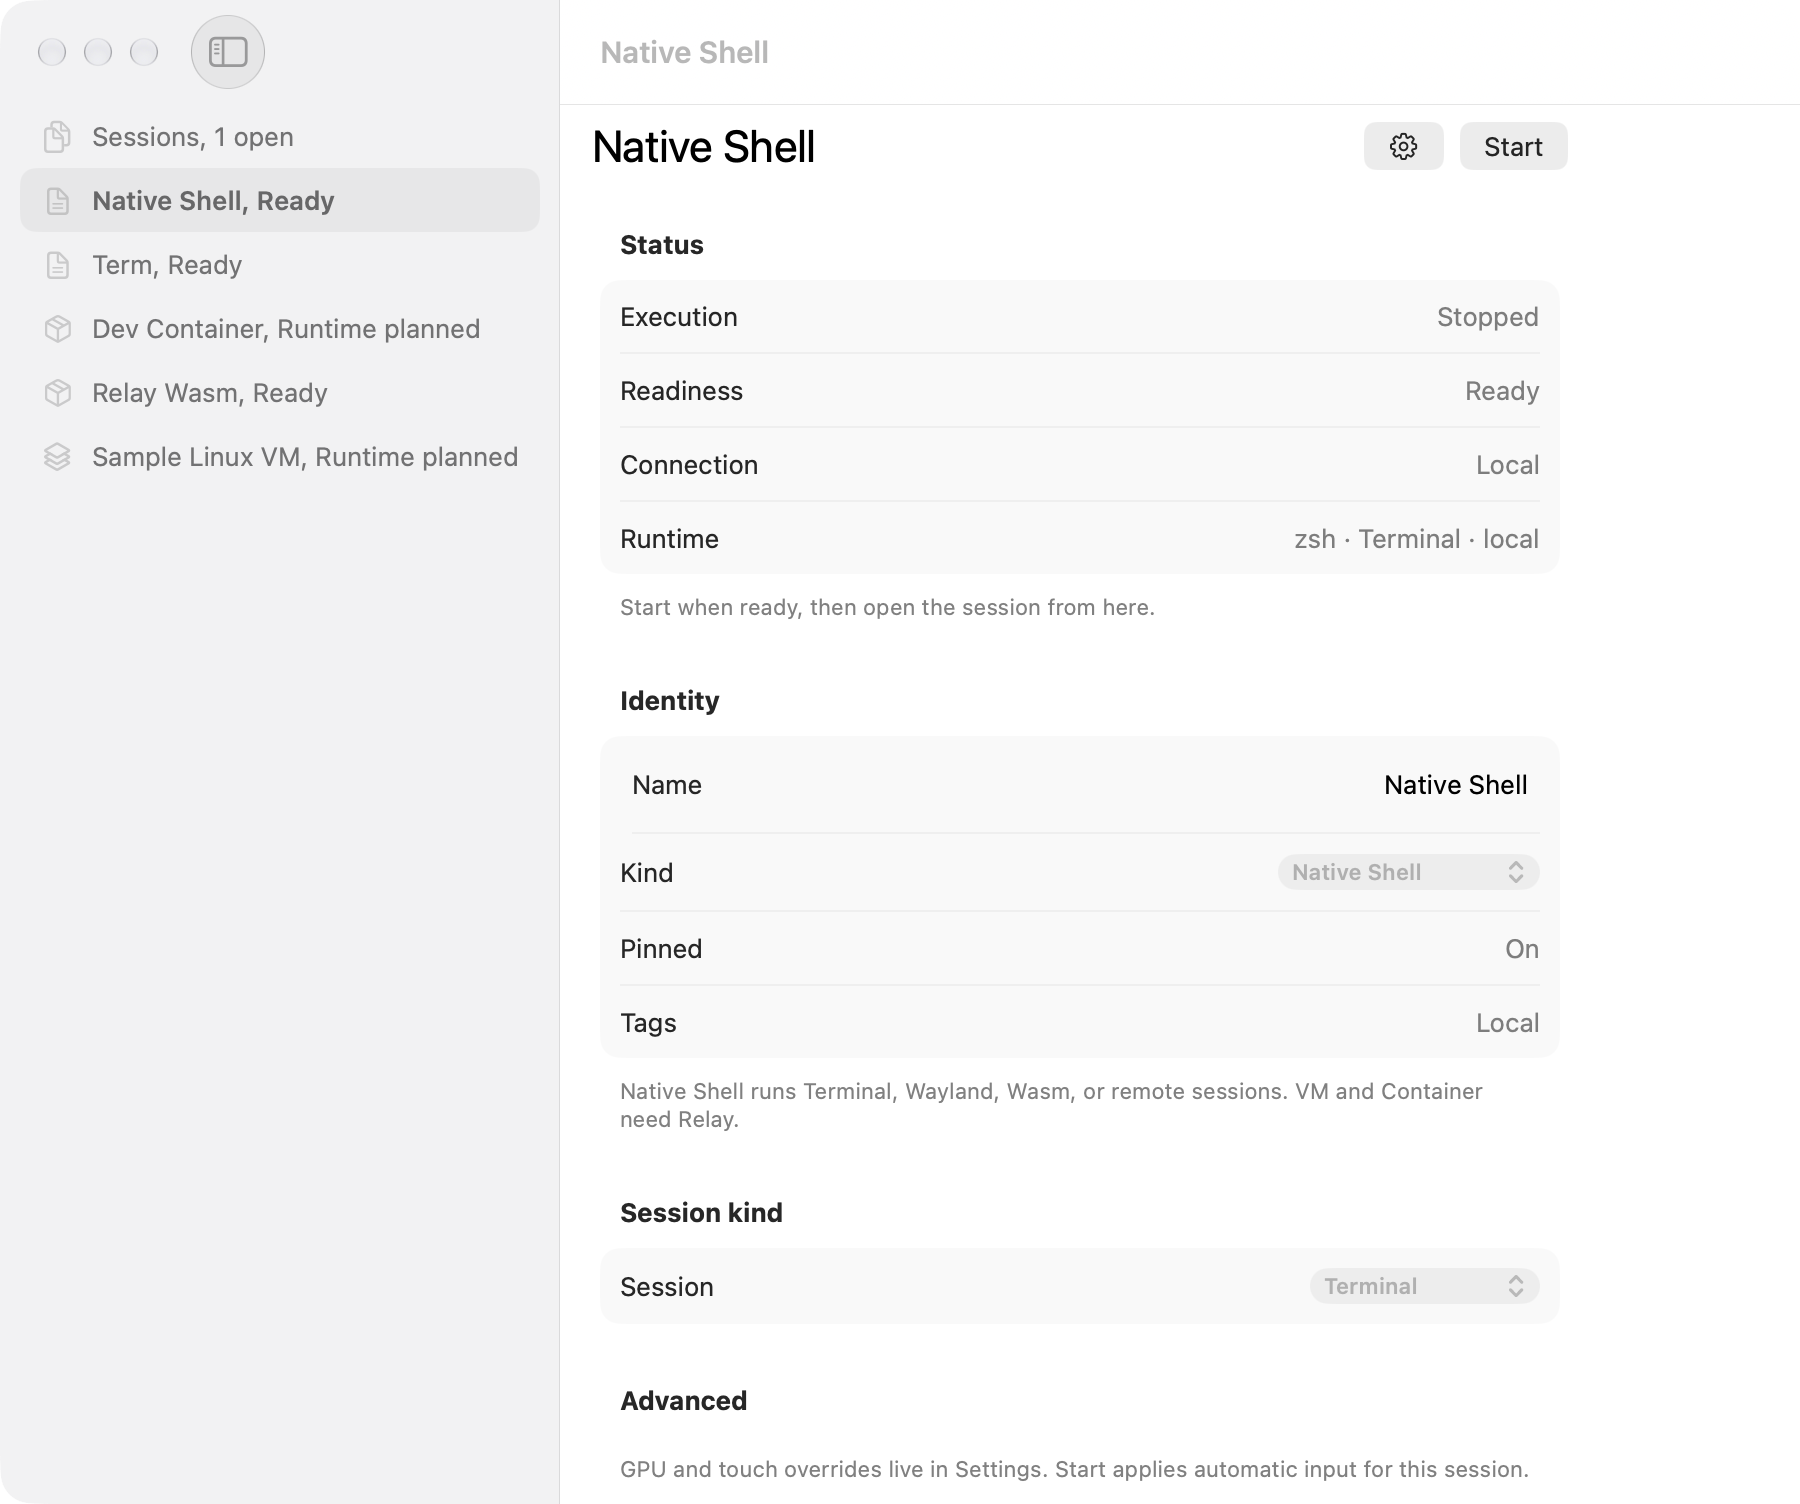 Native Shell
Sessions, 1 open
Native Shell, Ready
Term, Ready
Dev Container, Runtime planned
Relay Wasm, Ready
Sample Linux VM, Runtime planned
Native Shell
Start
Status
Execution Stopped
Readiness Ready
Connection Local
Runtime zsh · Terminal · local
Start when ready, then open the session from here.
Identity
Name Native Shell
Kind Native Shell
Pinned On
Tags Local
Native Shell runs Terminal, Wayland, Wasm, or remote sessions. VM and Container
need Relay.
Session kind
Session Terminal
Advanced
GPU and touch overrides live in Settings. Start applies automatic input for this session.